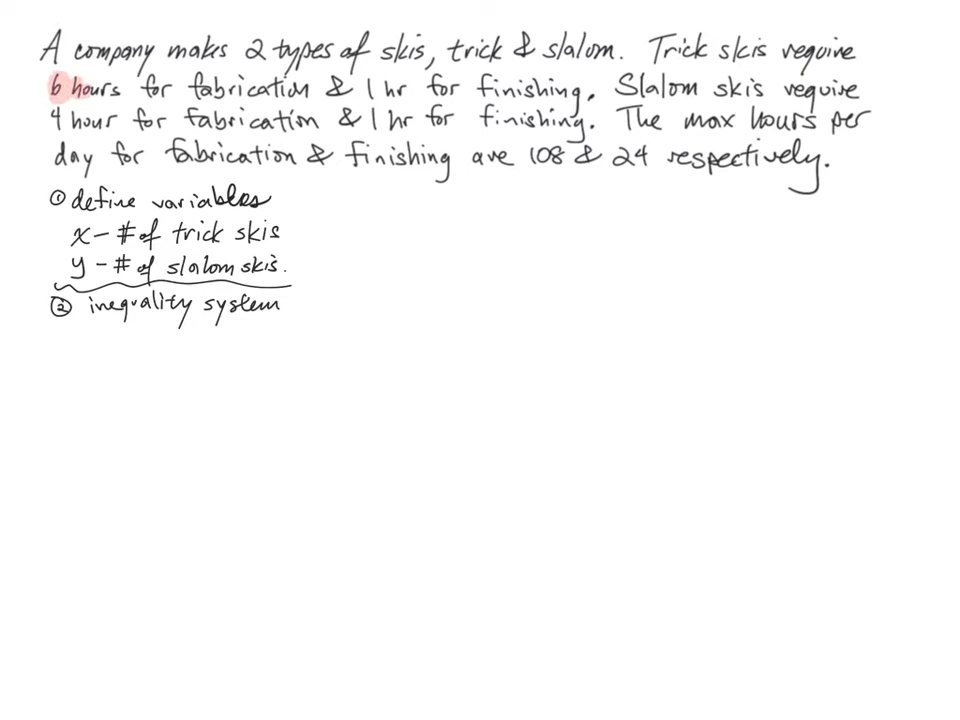 A company makes 2 types of skis, trick & slalom. Trick skis require
6 hours for fabrication & 1 hr for finishing. Slalom skis require
4 hour for fabrication & 1 hr for finishing. The max hours per
day for fabrication & finishing are 108 & 24 respectively.
① define variables
x - # of trick skis
y - # of slalom skis.
② inequality system